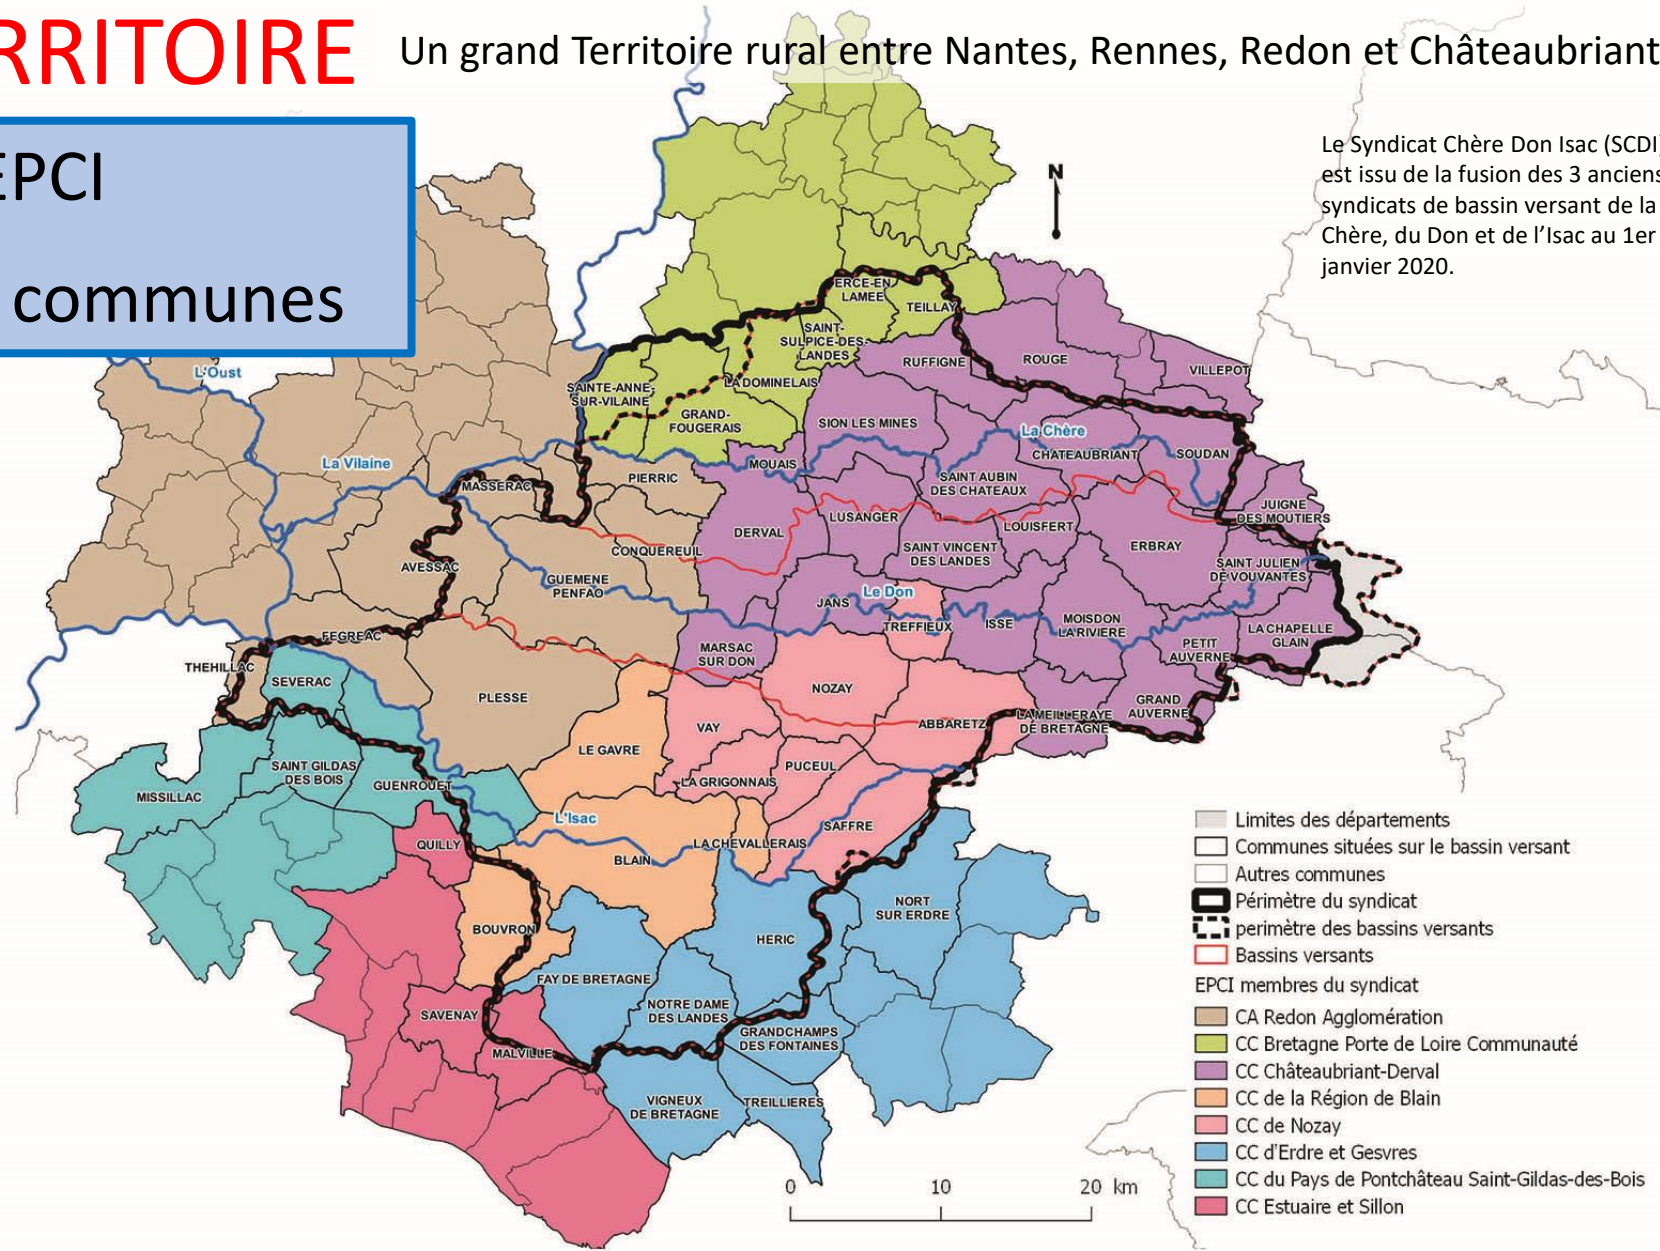 RRITOIRE
Un grand Territoire rural entre Nantes, Rennes, Redon et Châteaubriant
EPCI
communes
Le Syndicat Chère Don Isac (SCDI)
est issu de la fusion des 3 anciens
syndicats de bassin versant de la
Chère, du Don et de l'Isac au 1er
janvier 2020.
N
ERCE-EN
LAMEE
TEILLAY
SAINT-
SULPICE-DES-
LANDES
RUFFIGNE
ROUGE
VILLEPOT
L'Oust
SAINTE-ANNE-
SUR-VILAINE
LA DOMINELAIS
GRAND-
FOUGERAIS
SION LES MINES
La Chère
CHATEAUBRIANT
SOUDAN
La Vilaine
MASSERAC
PIERRIC
MOUAIS
SAINT AUBIN
DES CHATEAUX
JUIGNE
DES MOUTIERS
DERVAL
LUSANGER
LOUISFERT
CONQUEREUIL
SAINT VINCENT
DES LANDES
ERBRAY
AVESSAC
GUEMENE
PENFAO
SAINT JULIEN
DE VOUVANTES
JANS
Le Don
TREFFIEUX
ISSE
MOISDON
LA RIVIERE
FEGREAC
LA CHAPELLE
GLAIN
PETIT
AUVERNE
MARSAC
SUR DON
THEHILLAC
SEVERAC
PLESSE
NOZAY
GRAND
AUVERNE
VAY
ABBARETZ
LA MEILLERAYE
DE BRETAGNE
LE GAVRE
SAINT GILDAS
DES BOIS
GUENROUET
PUCEUL
LA GRIGONNAIS
MISSILLAC
L'Isac
SAFFRE
QUILLY
LA CHEVALLERAIS
BLAIN
NORT
SUR ERDRE
BOUVRON
HERIC
FAY DE BRETAGNE
NOTRE DAME
DES LANDES
SAVENAY
GRANDCHAMPS
DES FONTAINES
MALVILLE
VIGNEUX
DE BRETAGNE
TREILLIERES
Limites des départements
Communes situées sur le bassin versant
Autres communes
Périmètre du syndicat
perimètre des bassins versants
Bassins versants
EPCI membres du syndicat
CA Redon Agglomération
CC Bretagne Porte de Loire Communauté
CC Châteaubriant-Derval
CC de la Région de Blain
CC de Nozay
CC d'Erdre et Gesvres
CC du Pays de Pontchâteau Saint-Gildas-des-Bois
CC Estuaire et Sillon
0 10 20 km